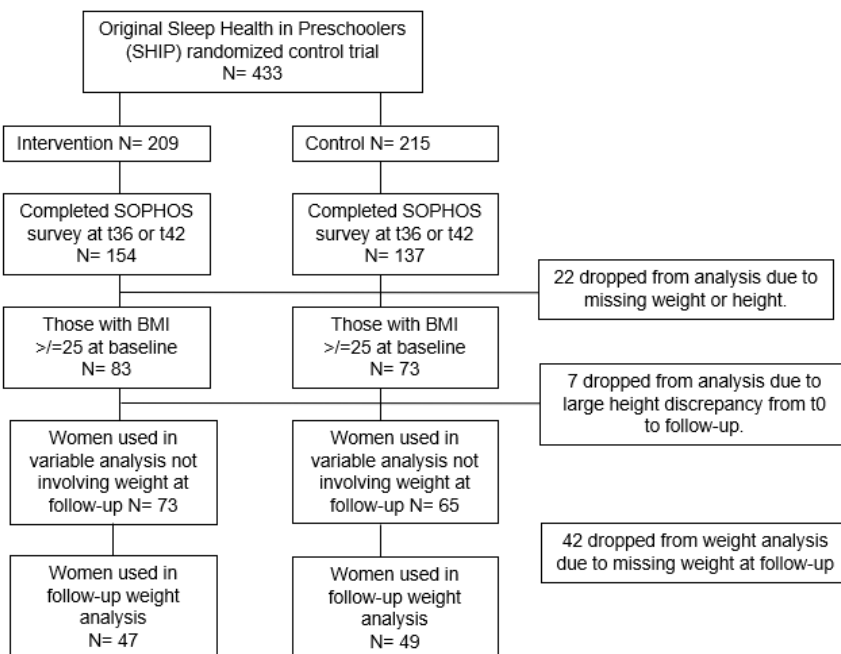 Original Sleep Health in Preschoolers
(SHIP) randomized control trial
N= 433
Intervention N= 209
Control N= 215
Completed SOPHOS
survey at t36 or t42
N= 154
Completed SOPHOS
survey at t36 or t42
N= 137
22 dropped from analysis due to
missing weight or height.
Those with BMI
>/=25 at baseline
N= 83
Those with BMI
>/=25 at baseline
N= 73
7 dropped from analysis due to
large height discrepancy from t0
to follow-up.
Women used in
variable analysis not
involving weight at
follow-up N= 73
Women used in
variable analysis not
involving weight at
follow-up N= 65
42 dropped from weight analysis
due to missing weight at follow-up
Women used in
follow-up weight
analysis
N= 47
Women used in
follow-up weight
analysis
N= 49